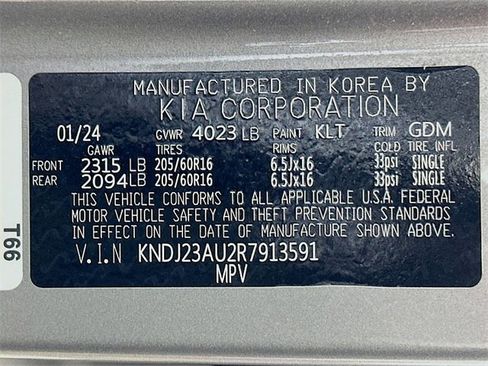 MANUFACTURED IN KOREA BY
KIA CORPORATION
01/24 GVWR 4023 LB PAINT KLT TRIM GDM
GAWR TIRES RIMS COLD TIRE INFL
FRONT 2315 LB 205/60R16 6.5Jx16 33psi SINGLE
REAR 2094 LB 205/60R16 6.5Jx16 33psi SINGLE
THIS VEHICLE CONFORMS TO ALL APPLICABLE U.S.A. FEDERAL
MOTOR VEHICLE SAFETY AND THEFT PREVENTION STANDARDS
IN EFFECT ON THE DATE OF MANUFACTURE SHOWN ABOVE
V.I.N KNDJ23AU2R7913591
MPV
T66